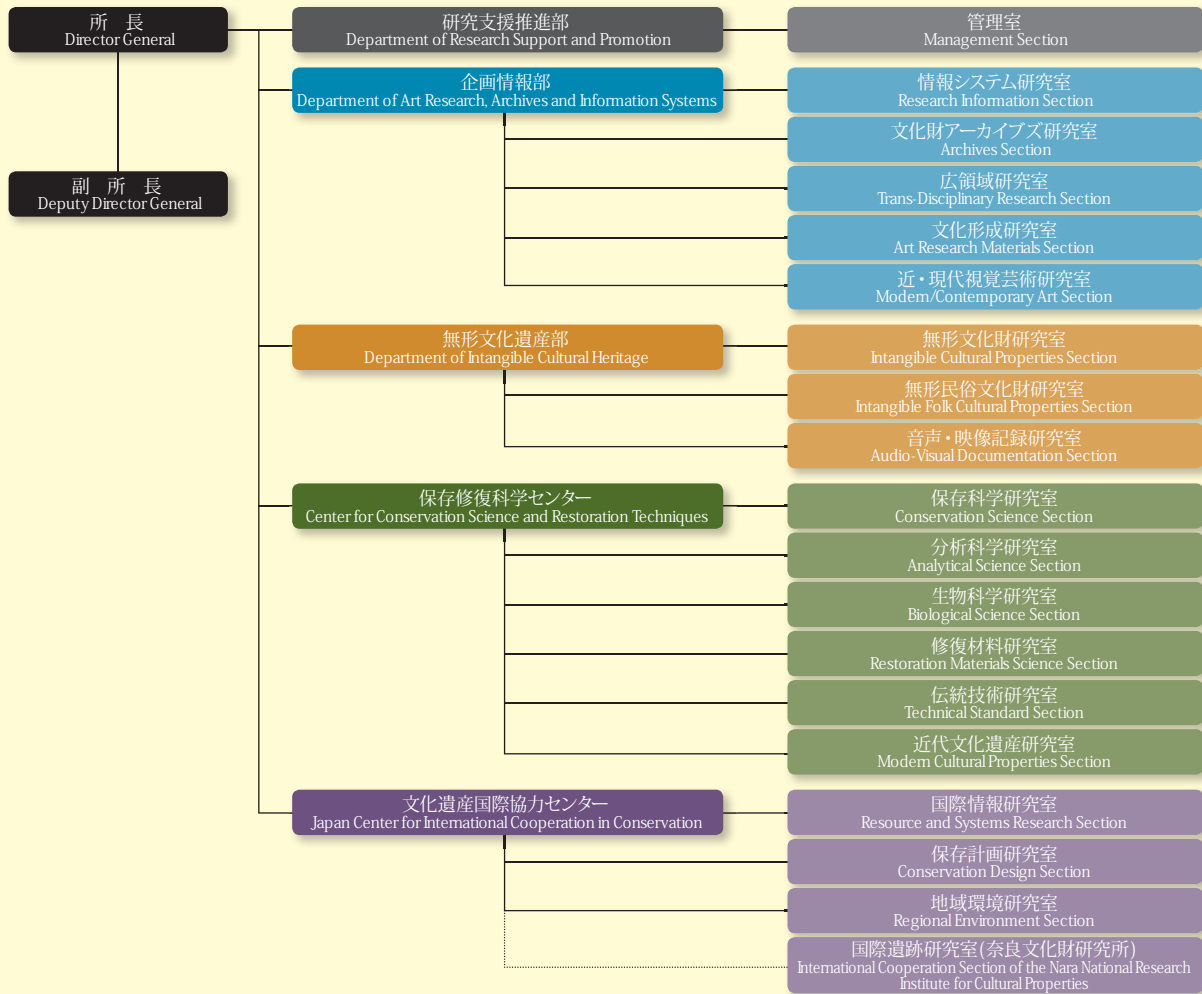 所　長
Director General
研究支援推進部
Department of Research Support and Promotion
管理室
Management Section
企画情報部
Department of Art Research, Archives and Information Systems
情報システム研究室
Research Information Section
文化財アーカイブズ研究室
Archives Section
副　所　長
Deputy Director General
広領域研究室
Trans-Disciplinary Research Section
文化形成研究室
Art Research Materials Section
近・現代視覚芸術研究室
Modern/Contemporary Art Section
無形文化遺産部
Department of Intangible Cultural Heritage
無形文化財研究室
Intangible Cultural Properties Section
無形民俗文化財研究室
Intangible Folk Cultural Properties Section
音声・映像記録研究室
Audio-Visual Documentation Section
保存修復科学センター
Center for Conservation Science and Restoration Techniques
保存科学研究室
Conservation Science Section
分析科学研究室
Analytical Science Section
生物科学研究室
Biological Science Section
修復材料研究室
Restoration Materials Science Section
伝統技術研究室
Technical Standard Section
近代文化遺産研究室
Modern Cultural Properties Section
文化遺産国際協力センター
Japan Center for International Cooperation in Conservation
国際情報研究室
Resource and Systems Research Section
保存計画研究室
Conservation Design Section
地域環境研究室
Regional Environment Section
国際遺跡研究室(奈良文化財研究所)
International Cooperation Section of the Nara National Research
Institute for Cultural Properties